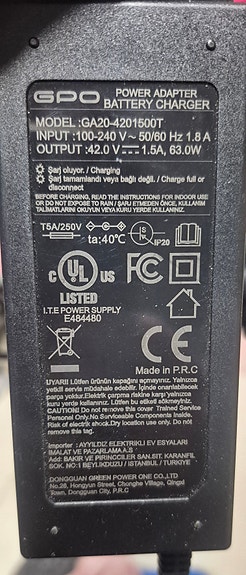 GPO POWER ADAPTER
BATTERY CHARGER
MODEL :GA20-4201500T
INPUT :100-240 V~50/60 Hz 1.8 A
OUTPUT :42.0 V⎓1.5A, 63.0W
Şarj oluyor. / Charging
Şarj tamamlandı veya bağlı değil. / Charge full or
disconnect
BEFORE CHARGING, READ THE INSTRUCTIONS FOR INDOOR USE
OR DO NOT EXPOSE TO RAIN / ŞARJ ETMEDEN ÖNCE, KULLANIM
TALİMATLARINI OKUYUN VEYA KURU YERDE KULLANINIZ.
T5A/250V
ta:40℃
IP20
c UL US
LISTED
I.T.E POWER SUPPLY
E484480
FC
CE
Made in P.R.C
UYARI! Lütfen ürünün kapağını açmayınız. Yalnızca
yetkili servis müdahale edebilir. İçinde onarılabilecek
parça yoktur.Elektrik çarpma riskine karşı yalnızca
kuru yerde kullanınız. Lütfen bu etiketi sökmeyiniz.
CAUTION! Do not remove this cover Trained Service
Personal Only.No Serviceable Components Inside.
Risk of electric shock.Dry location use only. Do not
remove this tag.
Importer : AYYILDIZ ELEKTRİKLİ EV ESYALARI
IMALAT VE PAZARLAMA A.S
Add: BAKIR VE PIRINCCILER SAN.SIT. KARANFIL
SOK. NO:1 BEYLIKDUZU / ISTANBUL / TURKIYE
DONGGUAN GREEN POWER ONE CO.,LTD
No.28, Hongyun Street, Chonghe Village, Qingxi
Town, Dongguan City, P.R.C